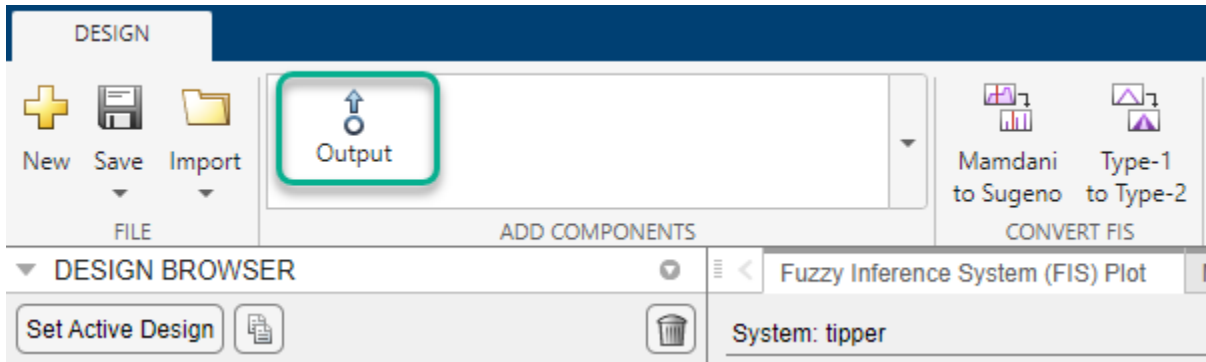 DESIGN
New
Save
Import
Output
Mamdani
to Sugeno
Type-1
to Type-2
FILE
ADD COMPONENTS
CONVERT FIS
DESIGN BROWSER
Fuzzy Inference System (FIS) Plot
Set Active Design
System: tipper